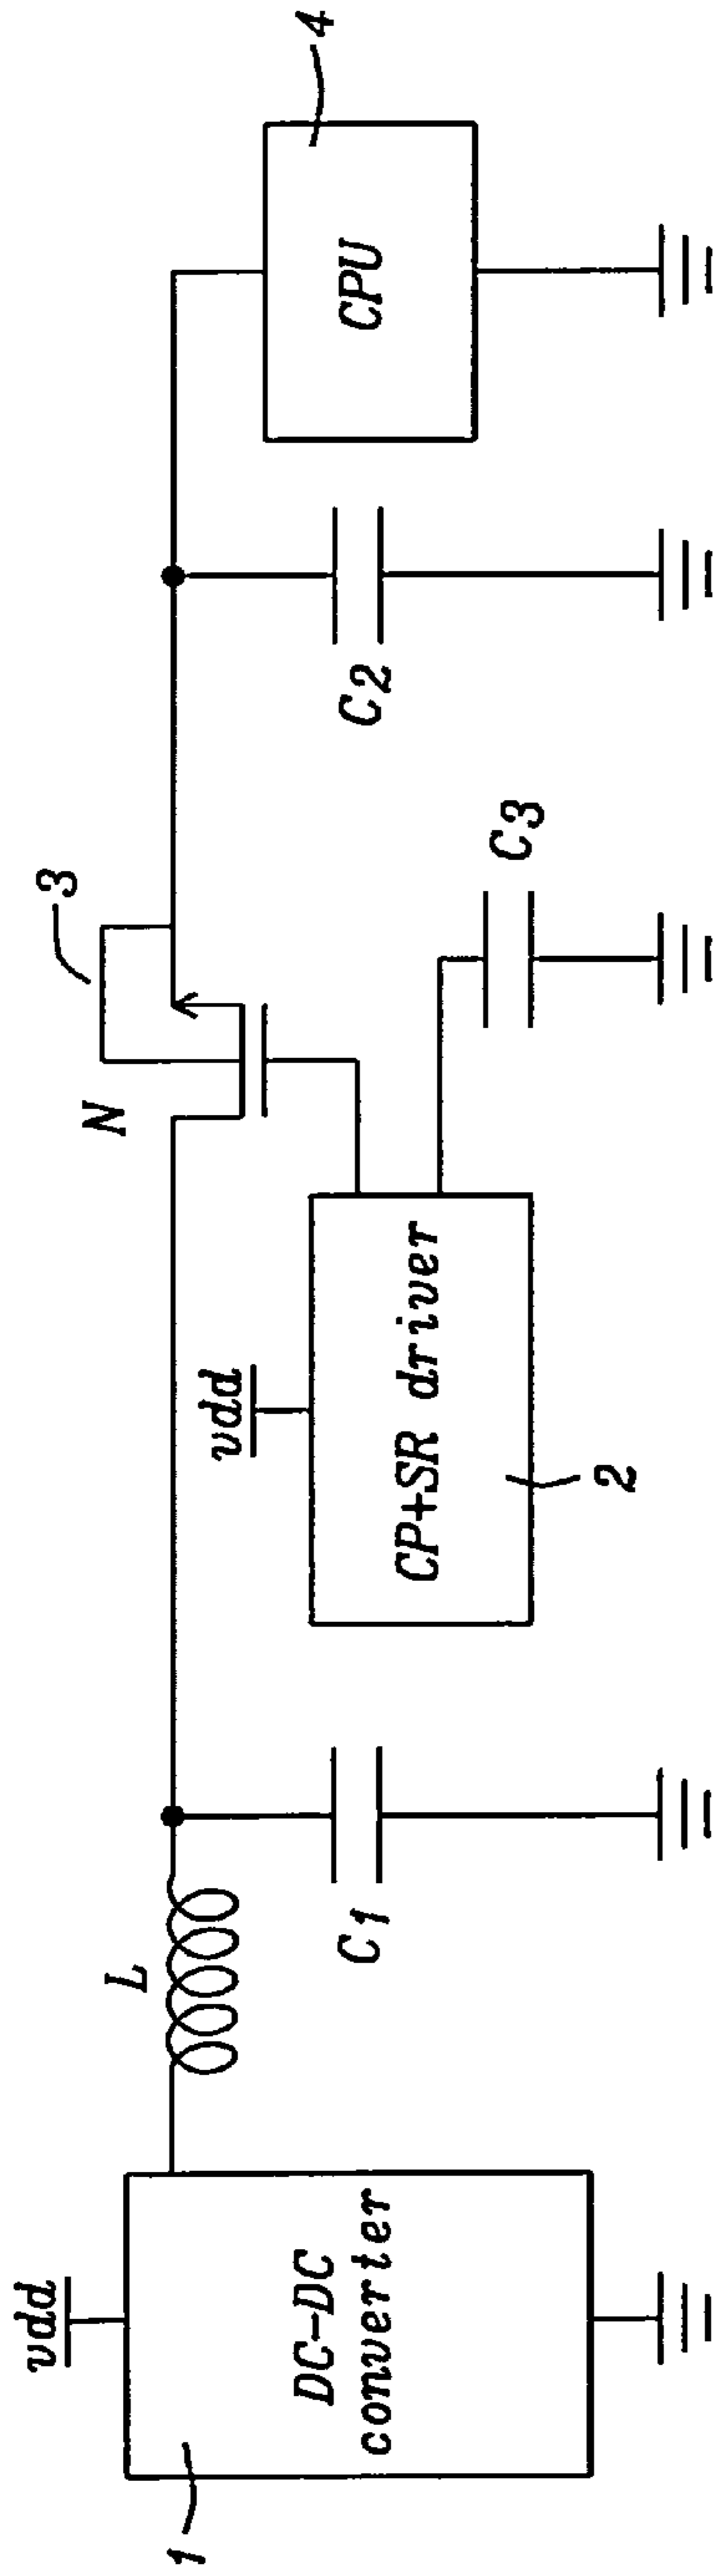 vdd
1
DC-DC
converter
L
C1
vdd
CP+SR driver
2
N
3
C3
C2
CPU
4